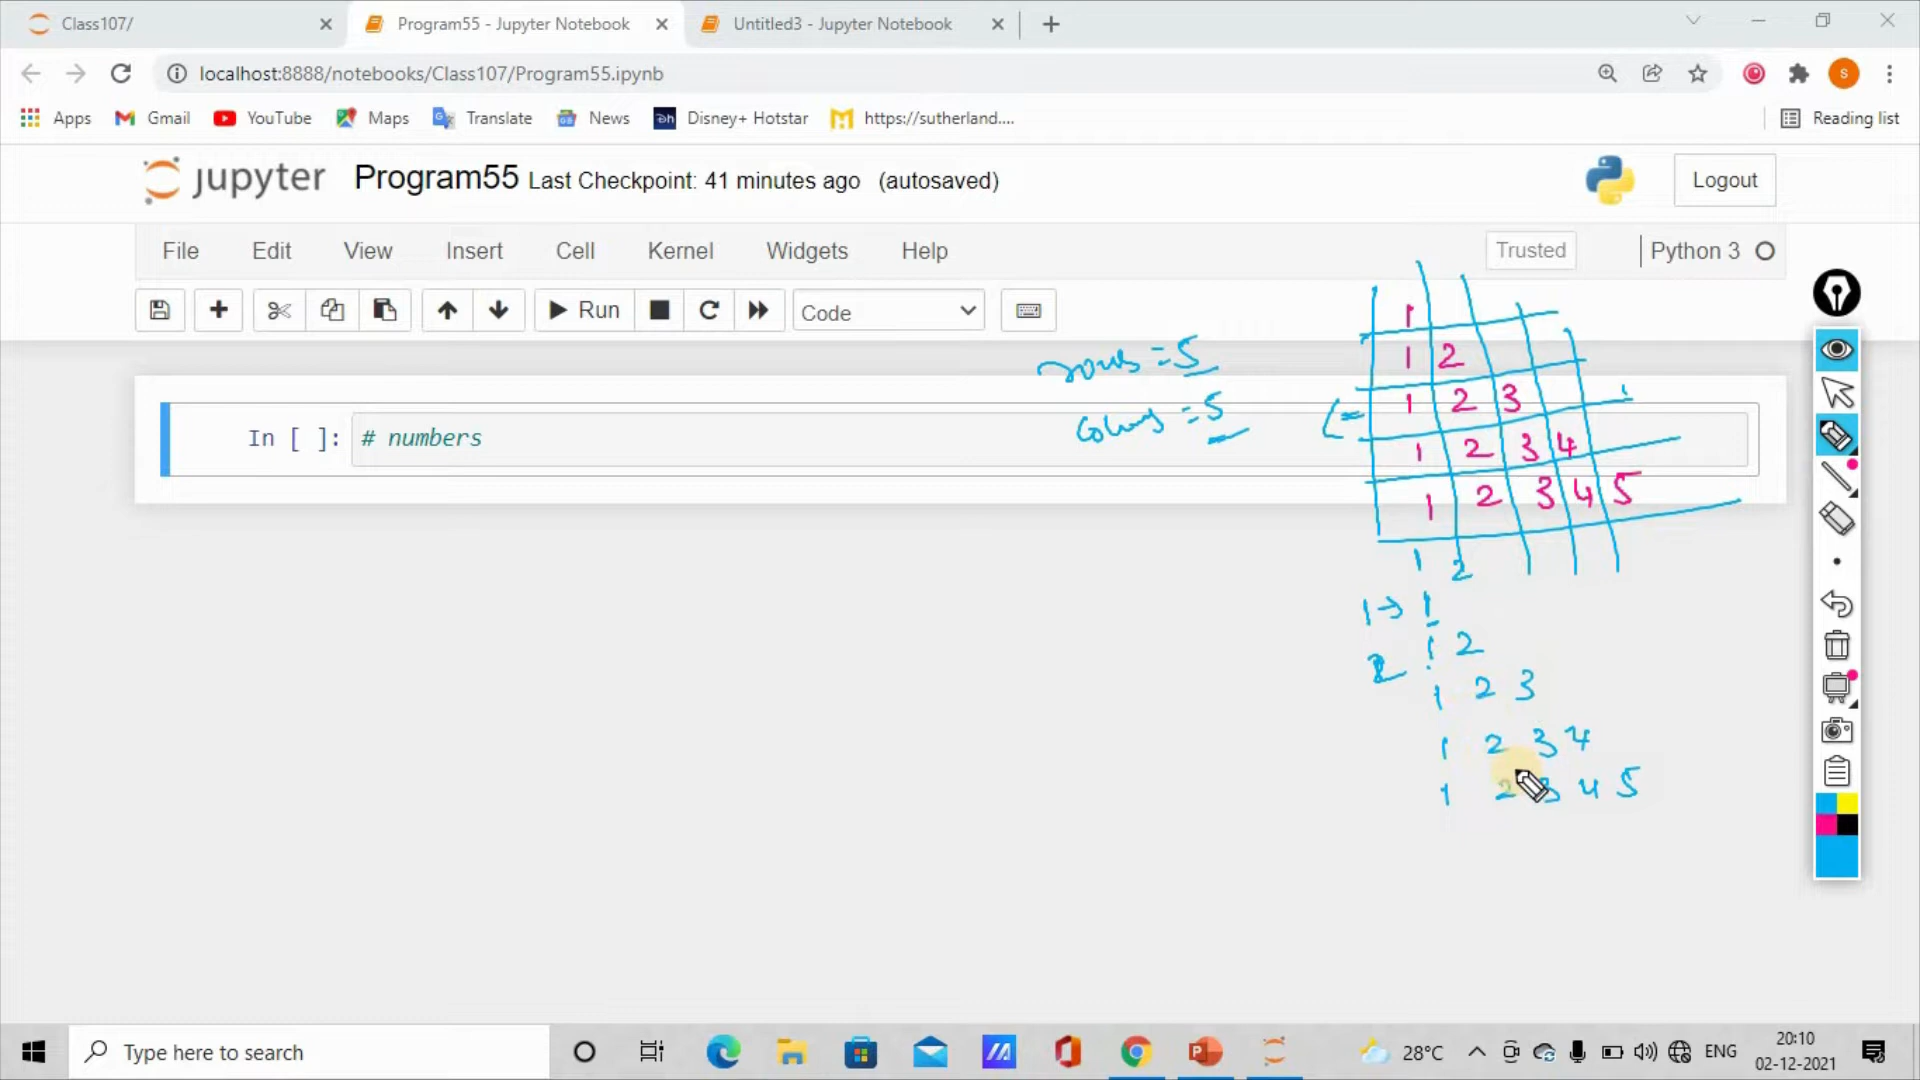 Class107/
Program55 - Jupyter Notebook
Untitled3 - Jupyter Notebook
localhost:8888/notebooks/Class107/Program55.ipynb
S
Apps
Gmail
YouTube
Maps
Translate
News
Disney+ Hotstar
https://sutherland....
Reading list
jupyter
Program55 Last Checkpoint: 41 minutes ago (autosaved)
Logout
File
Edit
View
Insert
Cell
Kernel
Widgets
Help
Trusted
Python 3
Run
Code
rows = 5
colums = 5
In [ ]: # numbers
1
1 2
1 2 3
1 2 3 4
1 2 3 4 5
1 2
1 → 1
2 1 2
1 2 3
1 2 3 4
1 2 3 4 5
Type here to search
28°C
ENG
20:10
02-12-2021